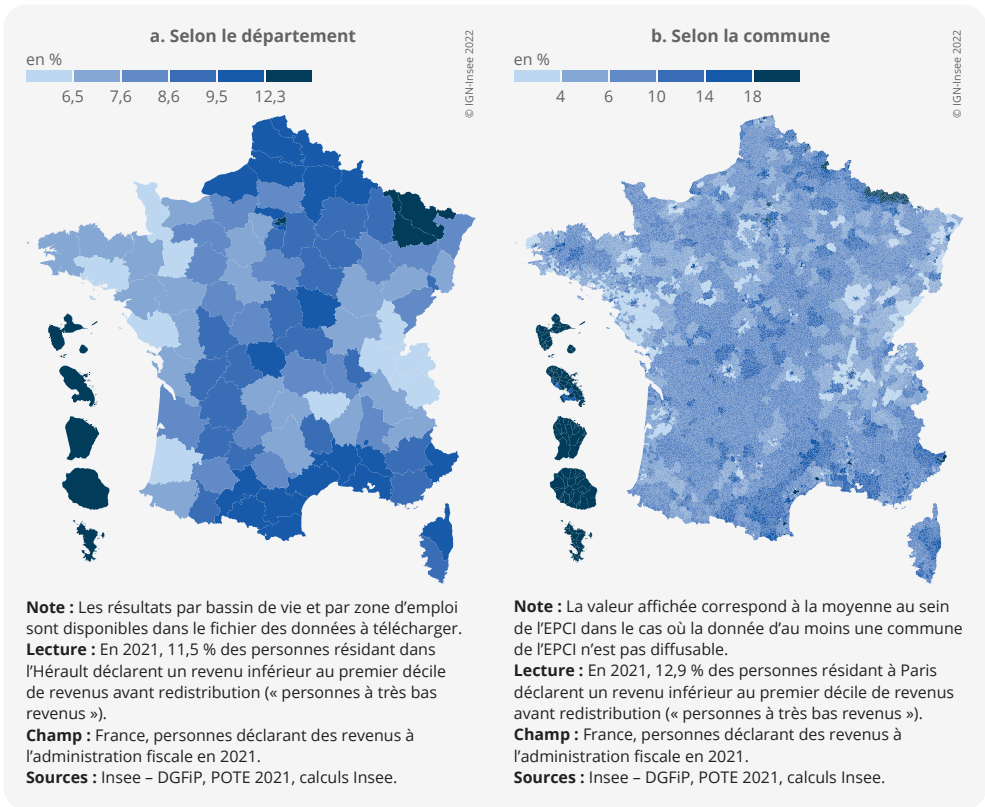 a. Selon le département
en %
6,5 7,6 8,6 9,5 12,3
© IGN-Insee 2022
Note : Les résultats par bassin de vie et par zone d’emploi
sont disponibles dans le fichier des données à télécharger.
Lecture : En 2021, 11,5 % des personnes résidant dans
l’Hérault déclarent un revenu inférieur au premier décile
de revenus avant redistribution (« personnes à très bas
revenus »).
Champ : France, personnes déclarant des revenus à
l’administration fiscale en 2021.
Sources : Insee – DGFiP, POTE 2021, calculs Insee.
b. Selon la commune
en %
4 6 10 14 18
© IGN-Insee 2022
Note : La valeur affichée correspond à la moyenne au sein
de l’EPCI dans le cas où la donnée d’au moins une commune
de l’EPCI n’est pas diffusable.
Lecture : En 2021, 12,9 % des personnes résidant à Paris
déclarent un revenu inférieur au premier décile de revenus
avant redistribution (« personnes à très bas revenus »).
Champ : France, personnes déclarant des revenus à
l’administration fiscale en 2021.
Sources : Insee – DGFiP, POTE 2021, calculs Insee.